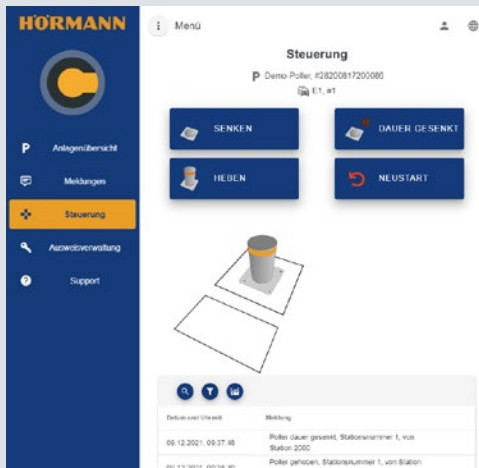 HÖRMANN
Menü
Steuerung
P Demo-Poller, #28200817200086
E1, #1
SENKEN
DAUER GESENKT
HEBEN
NEUSTART
P Anlagenübersicht
Meldungen
Steuerung
Ausweisverwaltung
? Support
Datum und Uhrzeit Meldung
09.12.2021, 09:37:48 Poller dauer gesenkt, Stationsnummer 1, von
Station 2000
Poller gehoben, Stationsnummer 1, von Station